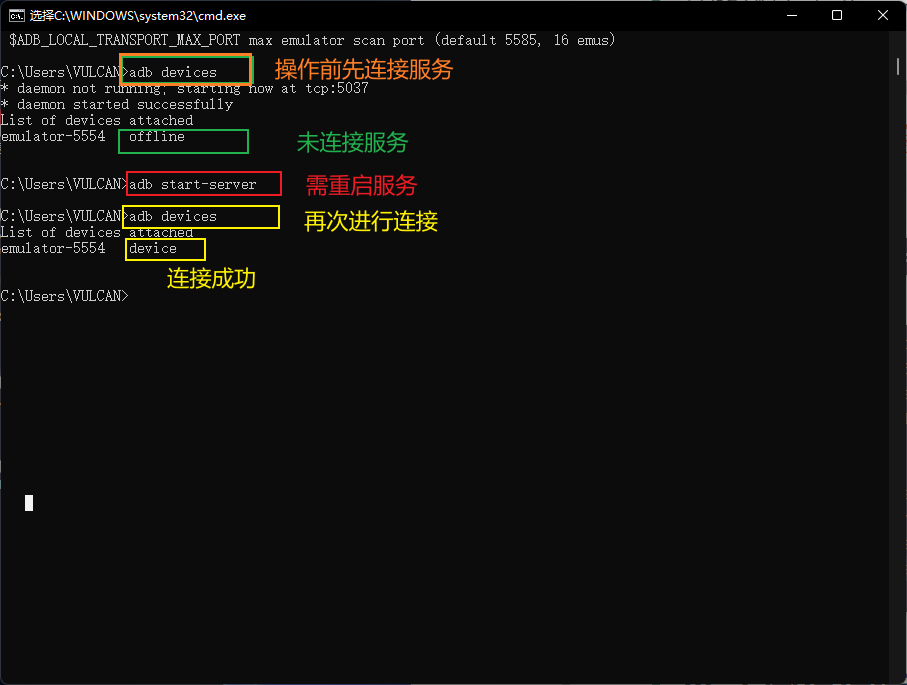 选择C:\WINDOWS\system32\cmd.exe
$ADB_LOCAL_TRANSPORT_MAX_PORT max emulator scan port (default 5585, 16 emus)
C:\Users\VULCAN>adb devices 操作前先连接服务
* daemon not running; starting now at tcp:5037
* daemon started successfully
List of devices attached
emulator-5554 offline 未连接服务
C:\Users\VULCAN>adb start-server 需重启服务
C:\Users\VULCAN>adb devices 再次进行连接
List of devices attached
emulator-5554 device
连接成功
C:\Users\VULCAN>